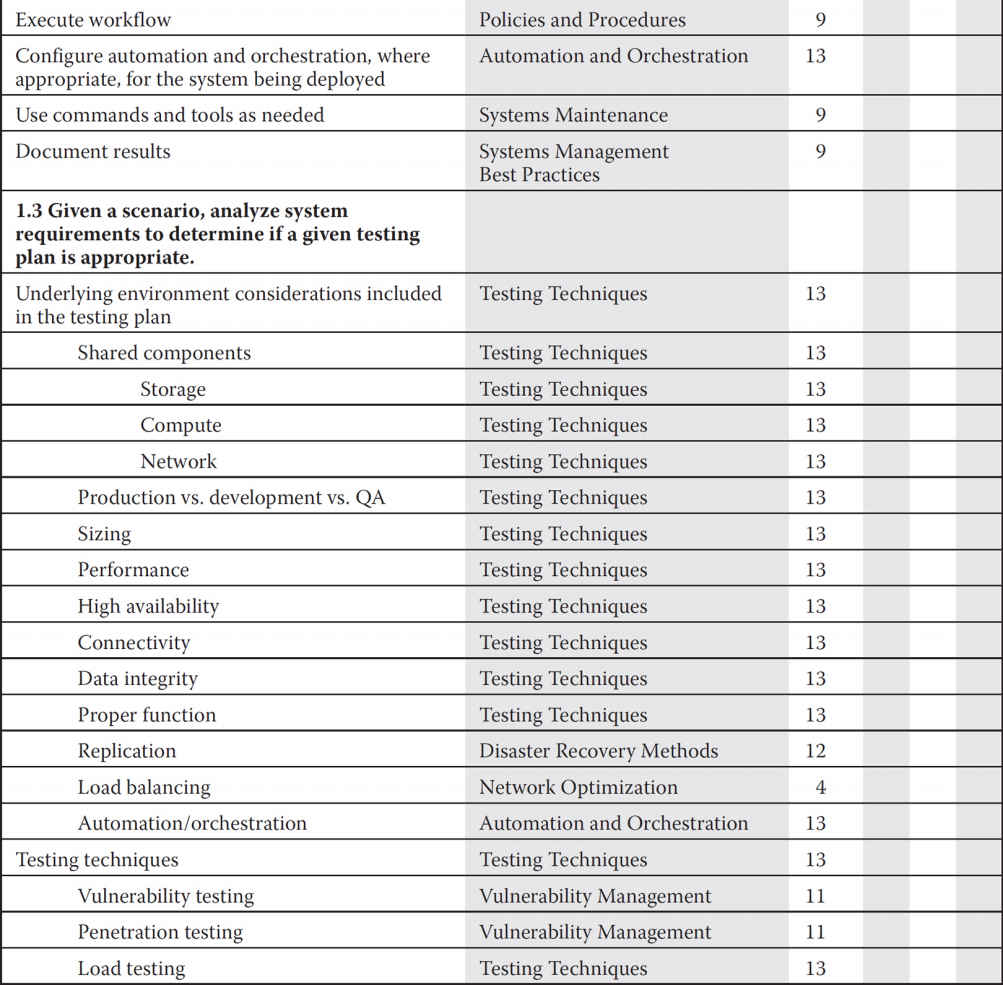 Execute workflow Policies and Procedures 9
Configure automation and orchestration, where Automation and Orchestration 13
appropriate, for the system being deployed
Use commands and tools as needed Systems Maintenance 9
Document results Systems Management 9
Best Practices
1.3 Given a scenario, analyze system
requirements to determine if a given testing
plan is appropriate.
Underlying environment considerations included Testing Techniques 13
in the testing plan
Shared components Testing Techniques 13
Storage Testing Techniques 13
Compute Testing Techniques 13
Network Testing Techniques 13
Production vs. development vs. QA Testing Techniques 13
Sizing Testing Techniques 13
Performance Testing Techniques 13
High availability Testing Techniques 13
Connectivity Testing Techniques 13
Data integrity Testing Techniques 13
Proper function Testing Techniques 13
Replication Disaster Recovery Methods 12
Load balancing Network Optimization 4
Automation/orchestration Automation and Orchestration 13
Testing techniques Testing Techniques 13
Vulnerability testing Vulnerability Management 11
Penetration testing Vulnerability Management 11
Load testing Testing Techniques 13